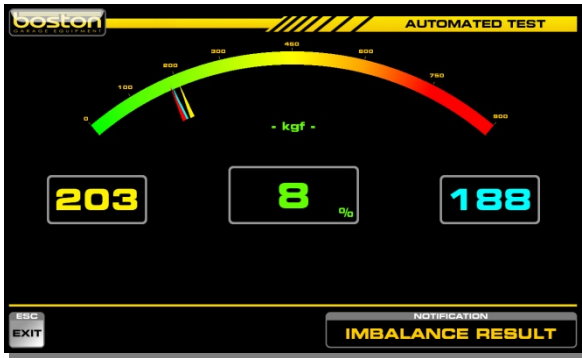 boston
GARAGE EQUIPMENT
AUTOMATED TEST
0
100
200
300
450
600
750
900
- kgf -
203
8
%
188
ESC
EXIT
NOTIFICATION
IMBALANCE RESULT